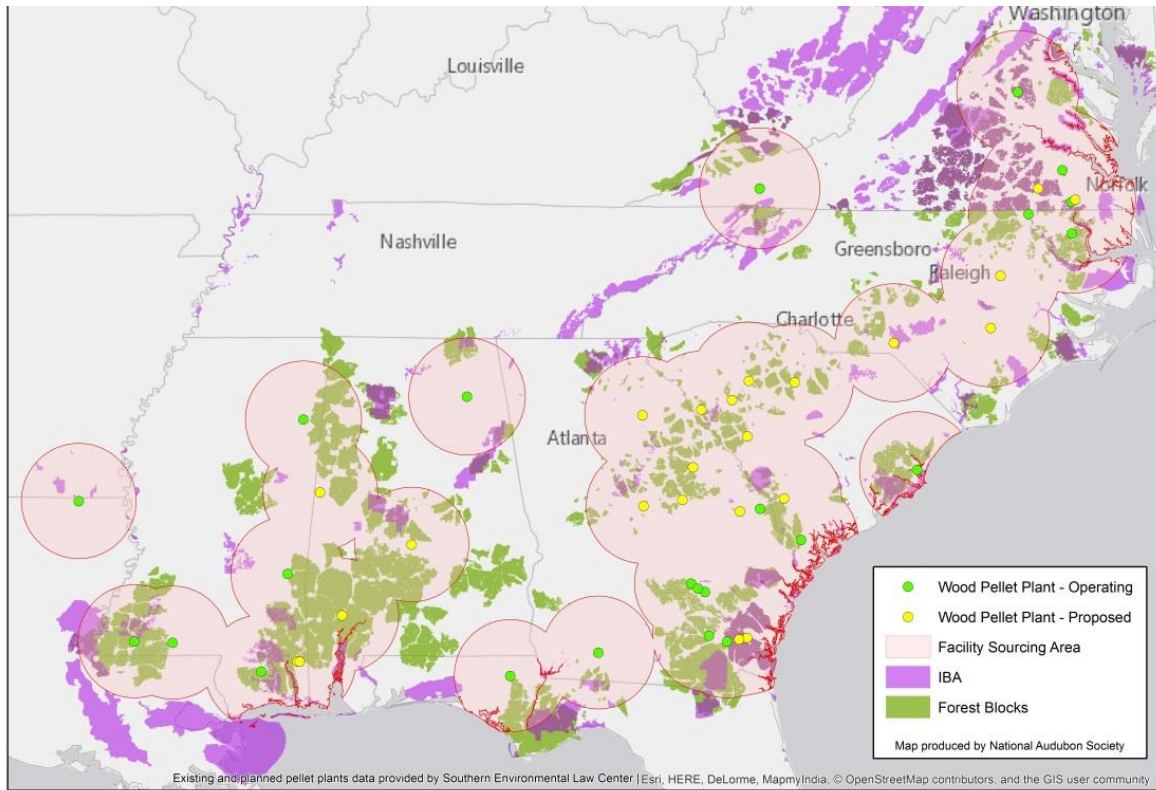 Washington
Louisville
Norfolk
Nashville
Greensboro
Raleigh
Charlotte
Atlanta
Wood Pellet Plant - Operating
Wood Pellet Plant - Proposed
Facility Sourcing Area
IBA
Forest Blocks
Map produced by National Audubon Society
Existing and planned pellet plants data provided by Southern Environmental Law Center | Esri, HERE, DeLorme, MapmyIndia, © OpenStreetMap contributors, and the GIS user community